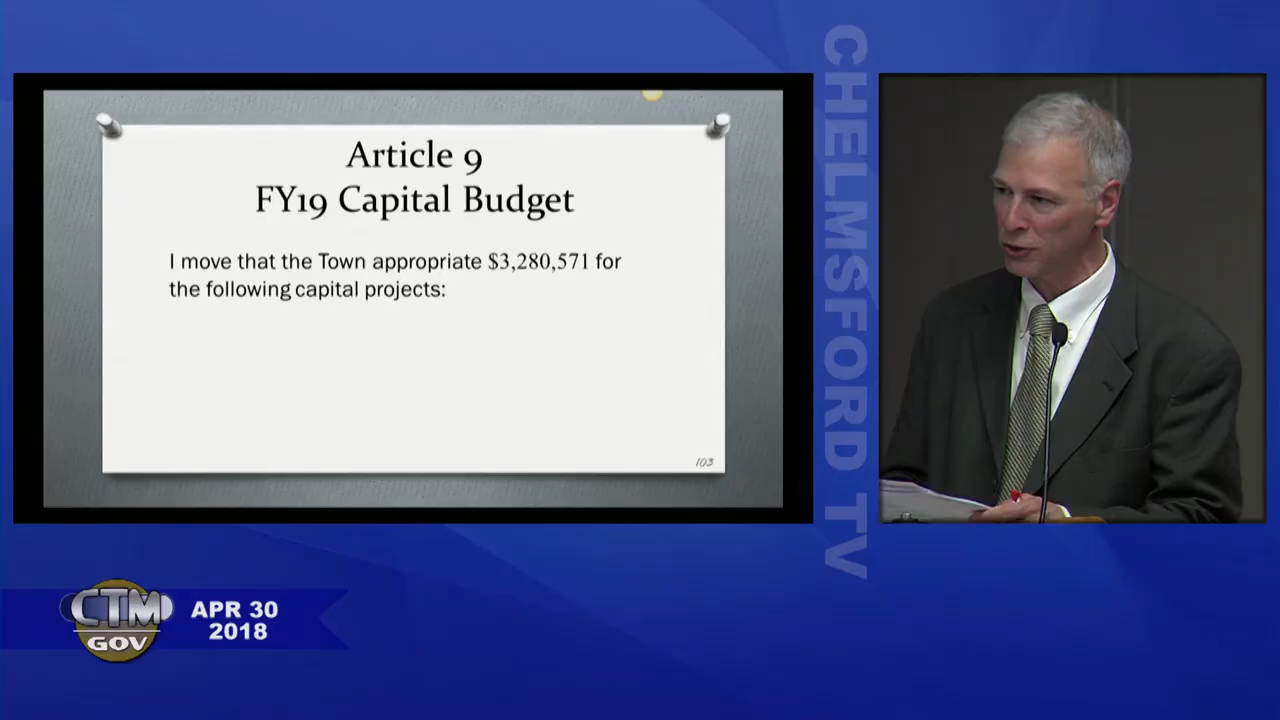 Article 9
FY19 Capital Budget
I move that the Town appropriate $3,280,571 for
the following capital projects:
103
CHELMSFORD TV
CTM
GOV
APR 30
2018